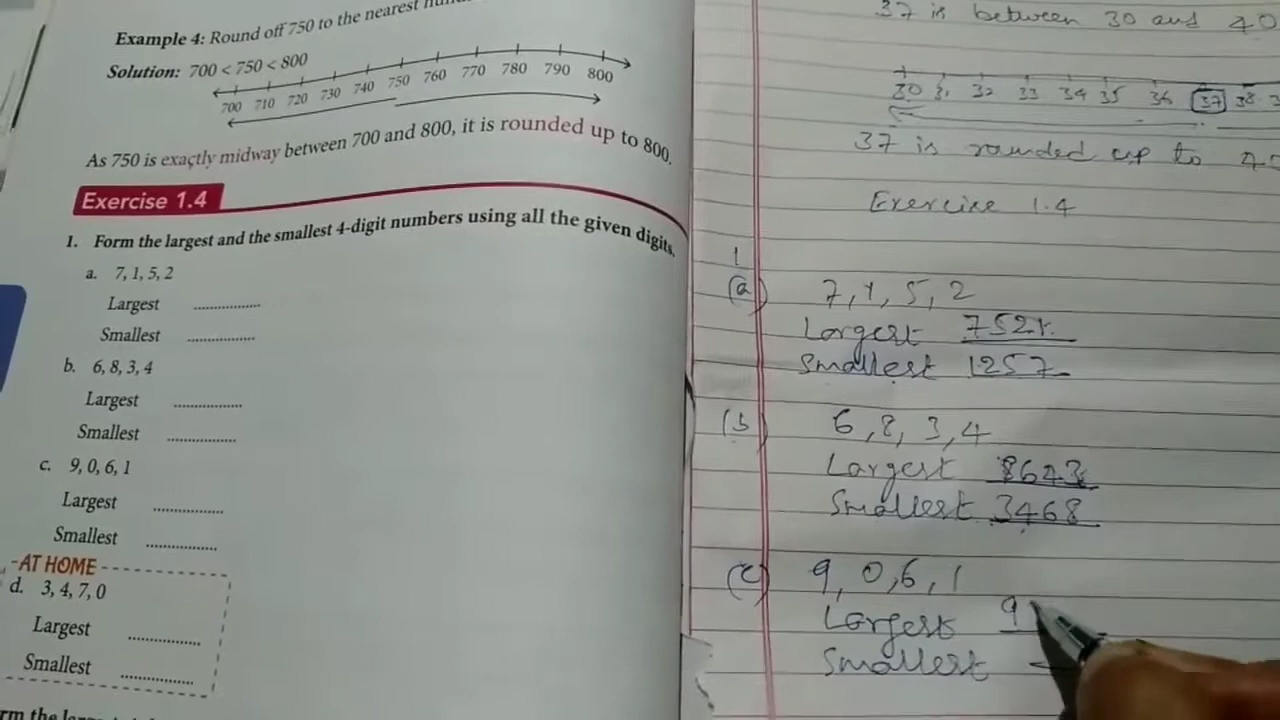 Example 4: Round off 750 to the nearest
Solution: 700 < 750 < 800
700 710 720 730 740 750 760 770 780 790 800
As 750 is exactly midway between 700 and 800, it is rounded up to 800.
Exercise 1.4
1. Form the largest and the smallest 4-digit numbers using all the given digits.
a. 7, 1, 5, 2
Largest ..............
Smallest ..............
b. 6, 8, 3, 4
Largest ..............
Smallest ..............
c. 9, 0, 6, 1
Largest ..............
Smallest ..............
AT HOME
d. 3, 4, 7, 0
Largest ..............
Smallest ..............
37 is between 30 and 40
30 31 32 33 34 35 36 37 38
37 is rounded up to
Exercise 1.4
1
(a) 7, 1, 5, 2
Largest 7521
Smallest 1257
(b) 6, 8, 3, 4
Largest 8643
Smallest 3468
(c) 9, 0, 6, 1
Largest 9
Smallest